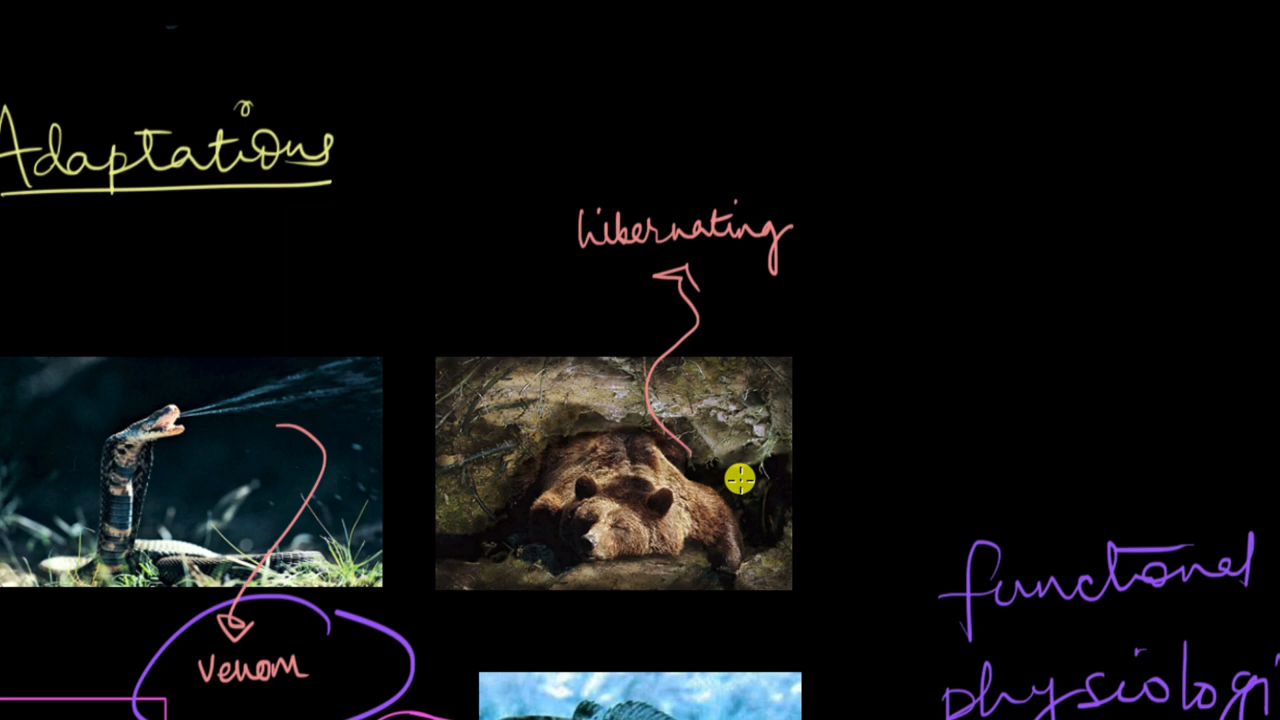 Adaptations
hibernating
venom
functional
physiologi